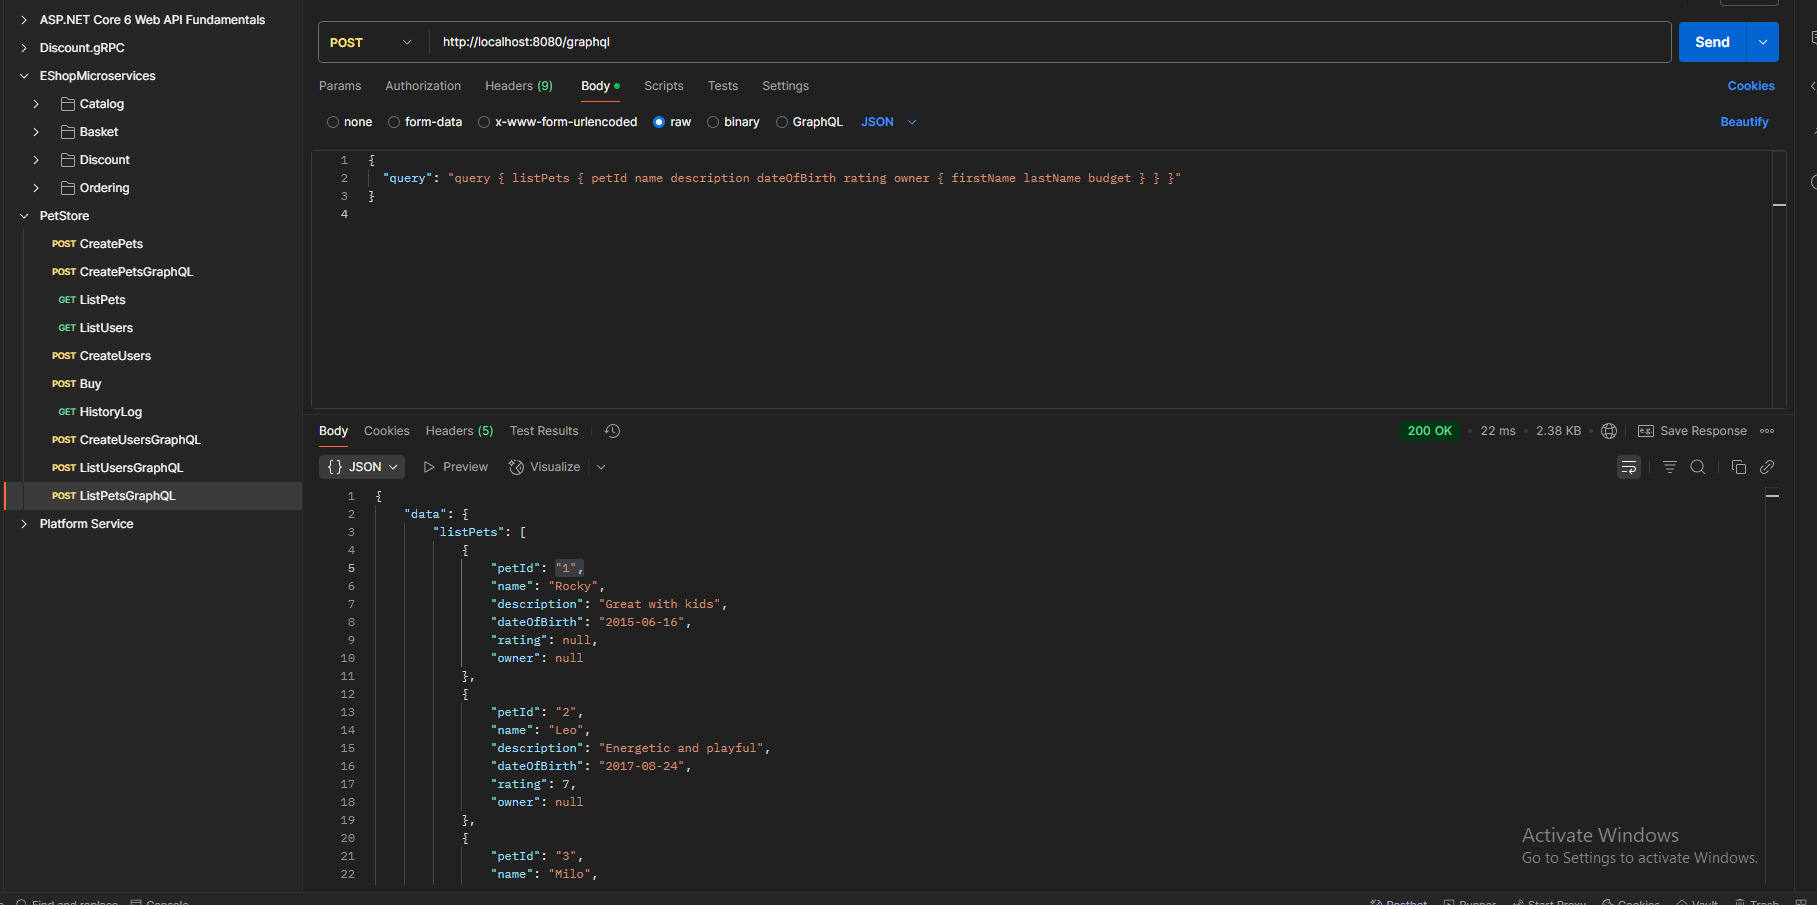 ASP.NET Core 6 Web API Fundamentals
Discount.gRPC
EShopMicroservices
Catalog
Basket
Discount
Ordering
PetStore
POST CreatePets
POST CreatePetsGraphQL
GET ListPets
GET ListUsers
POST CreateUsers
POST Buy
GET HistoryLog
POST CreateUsersGraphQL
POST ListUsersGraphQL
POST ListPetsGraphQL
Platform Service
POST http://localhost:8080/graphql Send
Params Authorization Headers (9) Body Scripts Tests Settings Cookies
none form-data x-www-form-urlencoded raw binary GraphQL JSON Beautify
1 {
2 "query": "query { listPets { petId name description dateOfBirth rating owner { firstName lastName budget } } }"
3 }
4
Body Cookies Headers (5) Test Results 200 OK 22 ms 2.38 KB e.g. Save Response
{} JSON Preview Visualize
1 {
2 "data": {
3 "listPets": [
4 {
5 "petId": "1",
6 "name": "Rocky",
7 "description": "Great with kids",
8 "dateOfBirth": "2015-06-16",
9 "rating": null,
10 "owner": null
11 },
12 {
13 "petId": "2",
14 "name": "Leo",
15 "description": "Energetic and playful",
16 "dateOfBirth": "2017-08-24",
17 "rating": 7,
18 "owner": null
19 },
20 {
21 "petId": "3",
22 "name": "Milo",
Activate Windows
Go to Settings to activate Windows.
Find and replace Console Postbot Runner Start Proxy Cookies Vault Trash